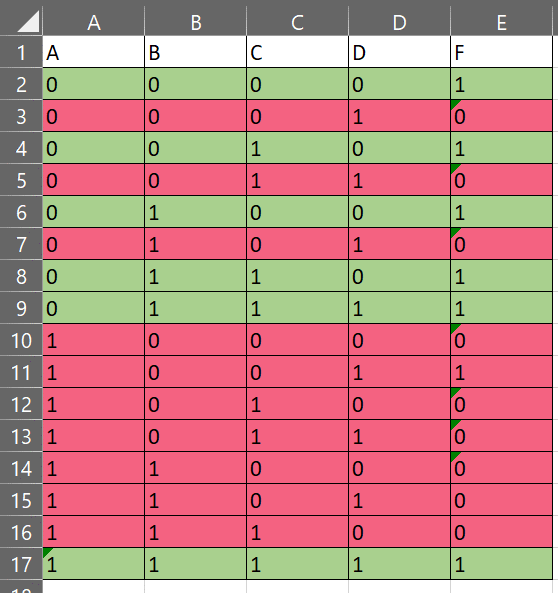 A B C D E
1 A B C D F
2 0 0 0 0 1
3 0 0 0 1 0
4 0 0 1 0 1
5 0 0 1 1 0
6 0 1 0 0 1
7 0 1 0 1 0
8 0 1 1 0 1
9 0 1 1 1 1
10 1 0 0 0 0
11 1 0 0 1 1
12 1 0 1 0 0
13 1 0 1 1 0
14 1 1 0 0 0
15 1 1 0 1 0
16 1 1 1 0 0
17 1 1 1 1 1